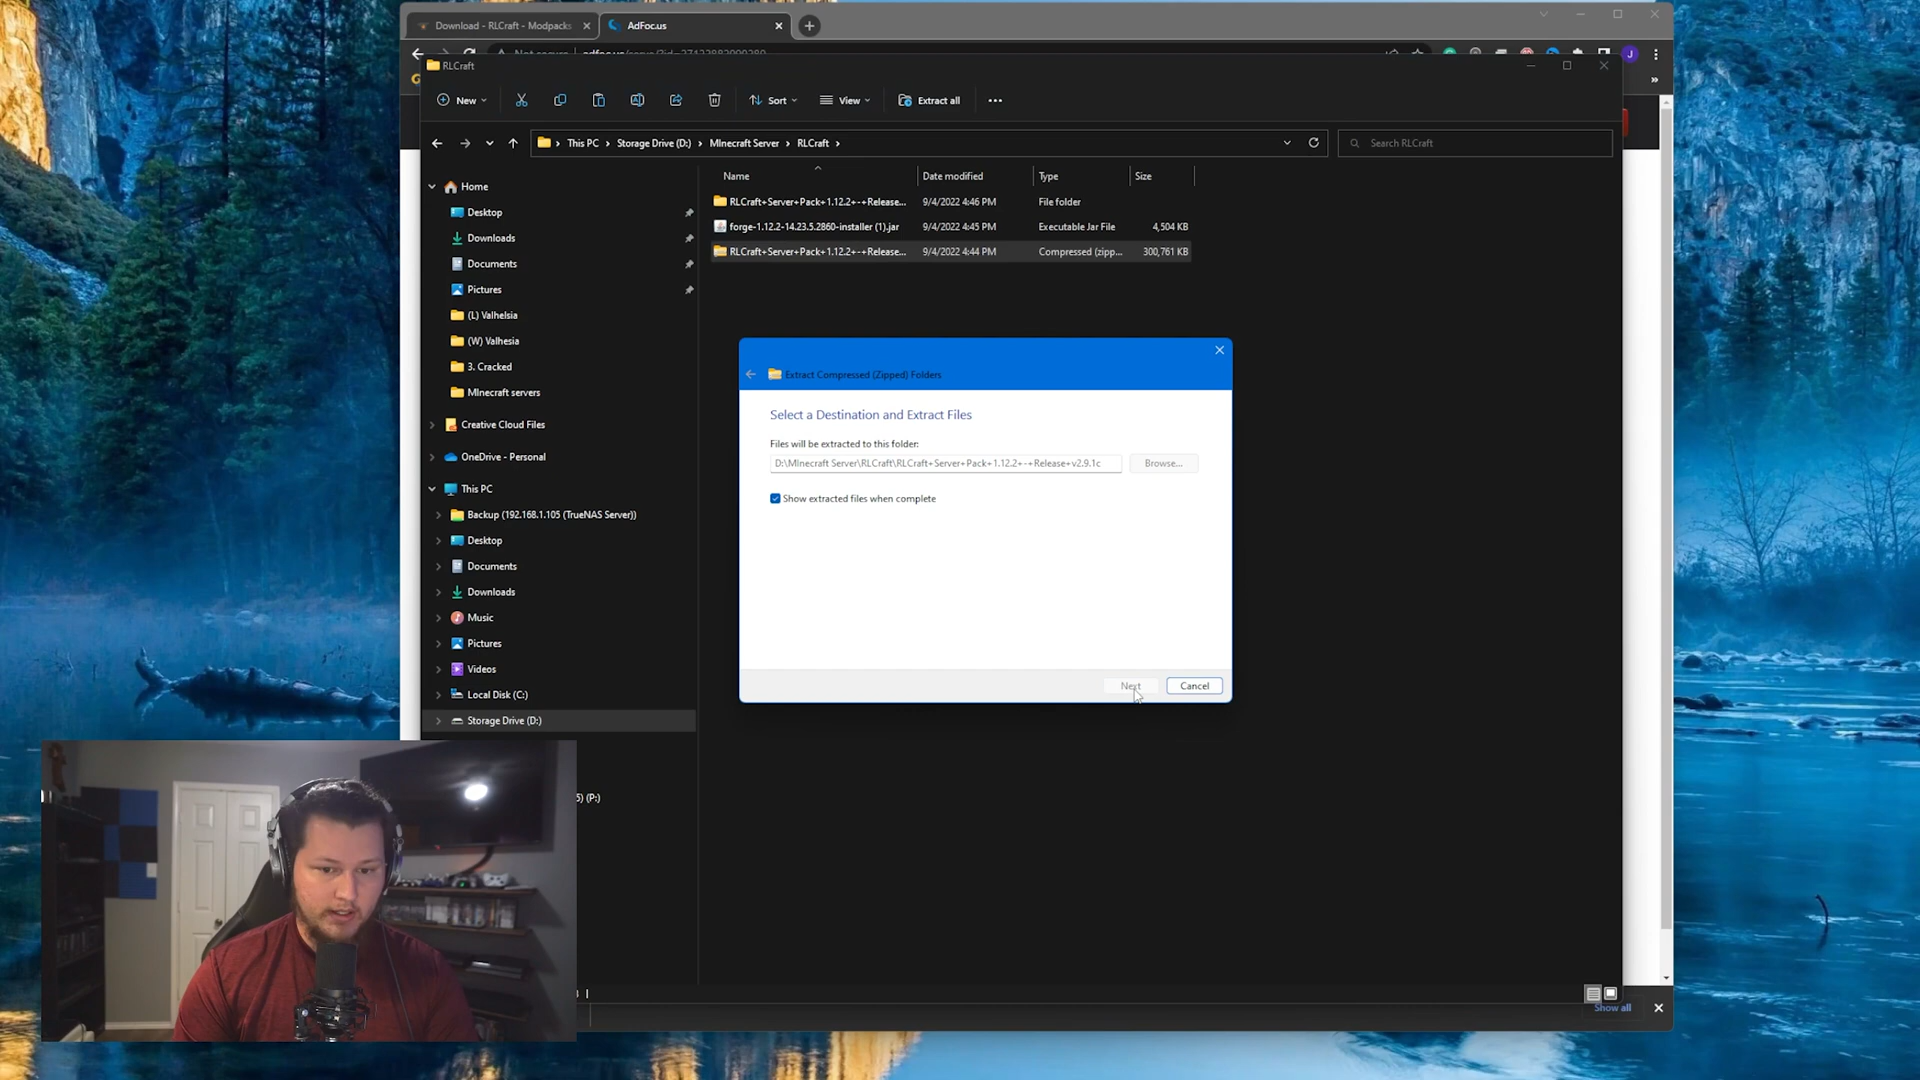 Download - RLCraft - Modpacks
AdFoc.us
Not secure
RLCraft
New
Sort
View
Extract all
This PC > Storage Drive (D:) > MInecraft Server > RLCraft >
Search RLCraft
Name
Date modified
Type
Size
RLCraft+Server+Pack+1.12.2+-+Release... 9/4/2022 4:46 PM File folder
forge-1.12.2-14.23.5.2860-installer (1).jar 9/4/2022 4:45 PM Executable Jar File 4,504 KB
RLCraft+Server+Pack+1.12.2+-+Release... 9/4/2022 4:44 PM Compressed (zipp... 300,761 KB
Home
Desktop
Downloads
Documents
Pictures
(L) Valhelsia
(W) Valhesia
3. Cracked
MInecraft servers
Creative Cloud Files
OneDrive - Personal
This PC
Backup (192.168.1.105 (TrueNAS Server))
Desktop
Documents
Downloads
Music
Pictures
Videos
Local Disk (C:)
Storage Drive (D:)
5) (P:)
Extract Compressed (Zipped) Folders
Select a Destination and Extract Files
Files will be extracted to this folder:
D:\MInecraft Server\RLCraft\RLCraft+Server+Pack+1.12.2+-+Release+v2.9.1c
Browse...
Show extracted files when complete
Next
Cancel
Show all